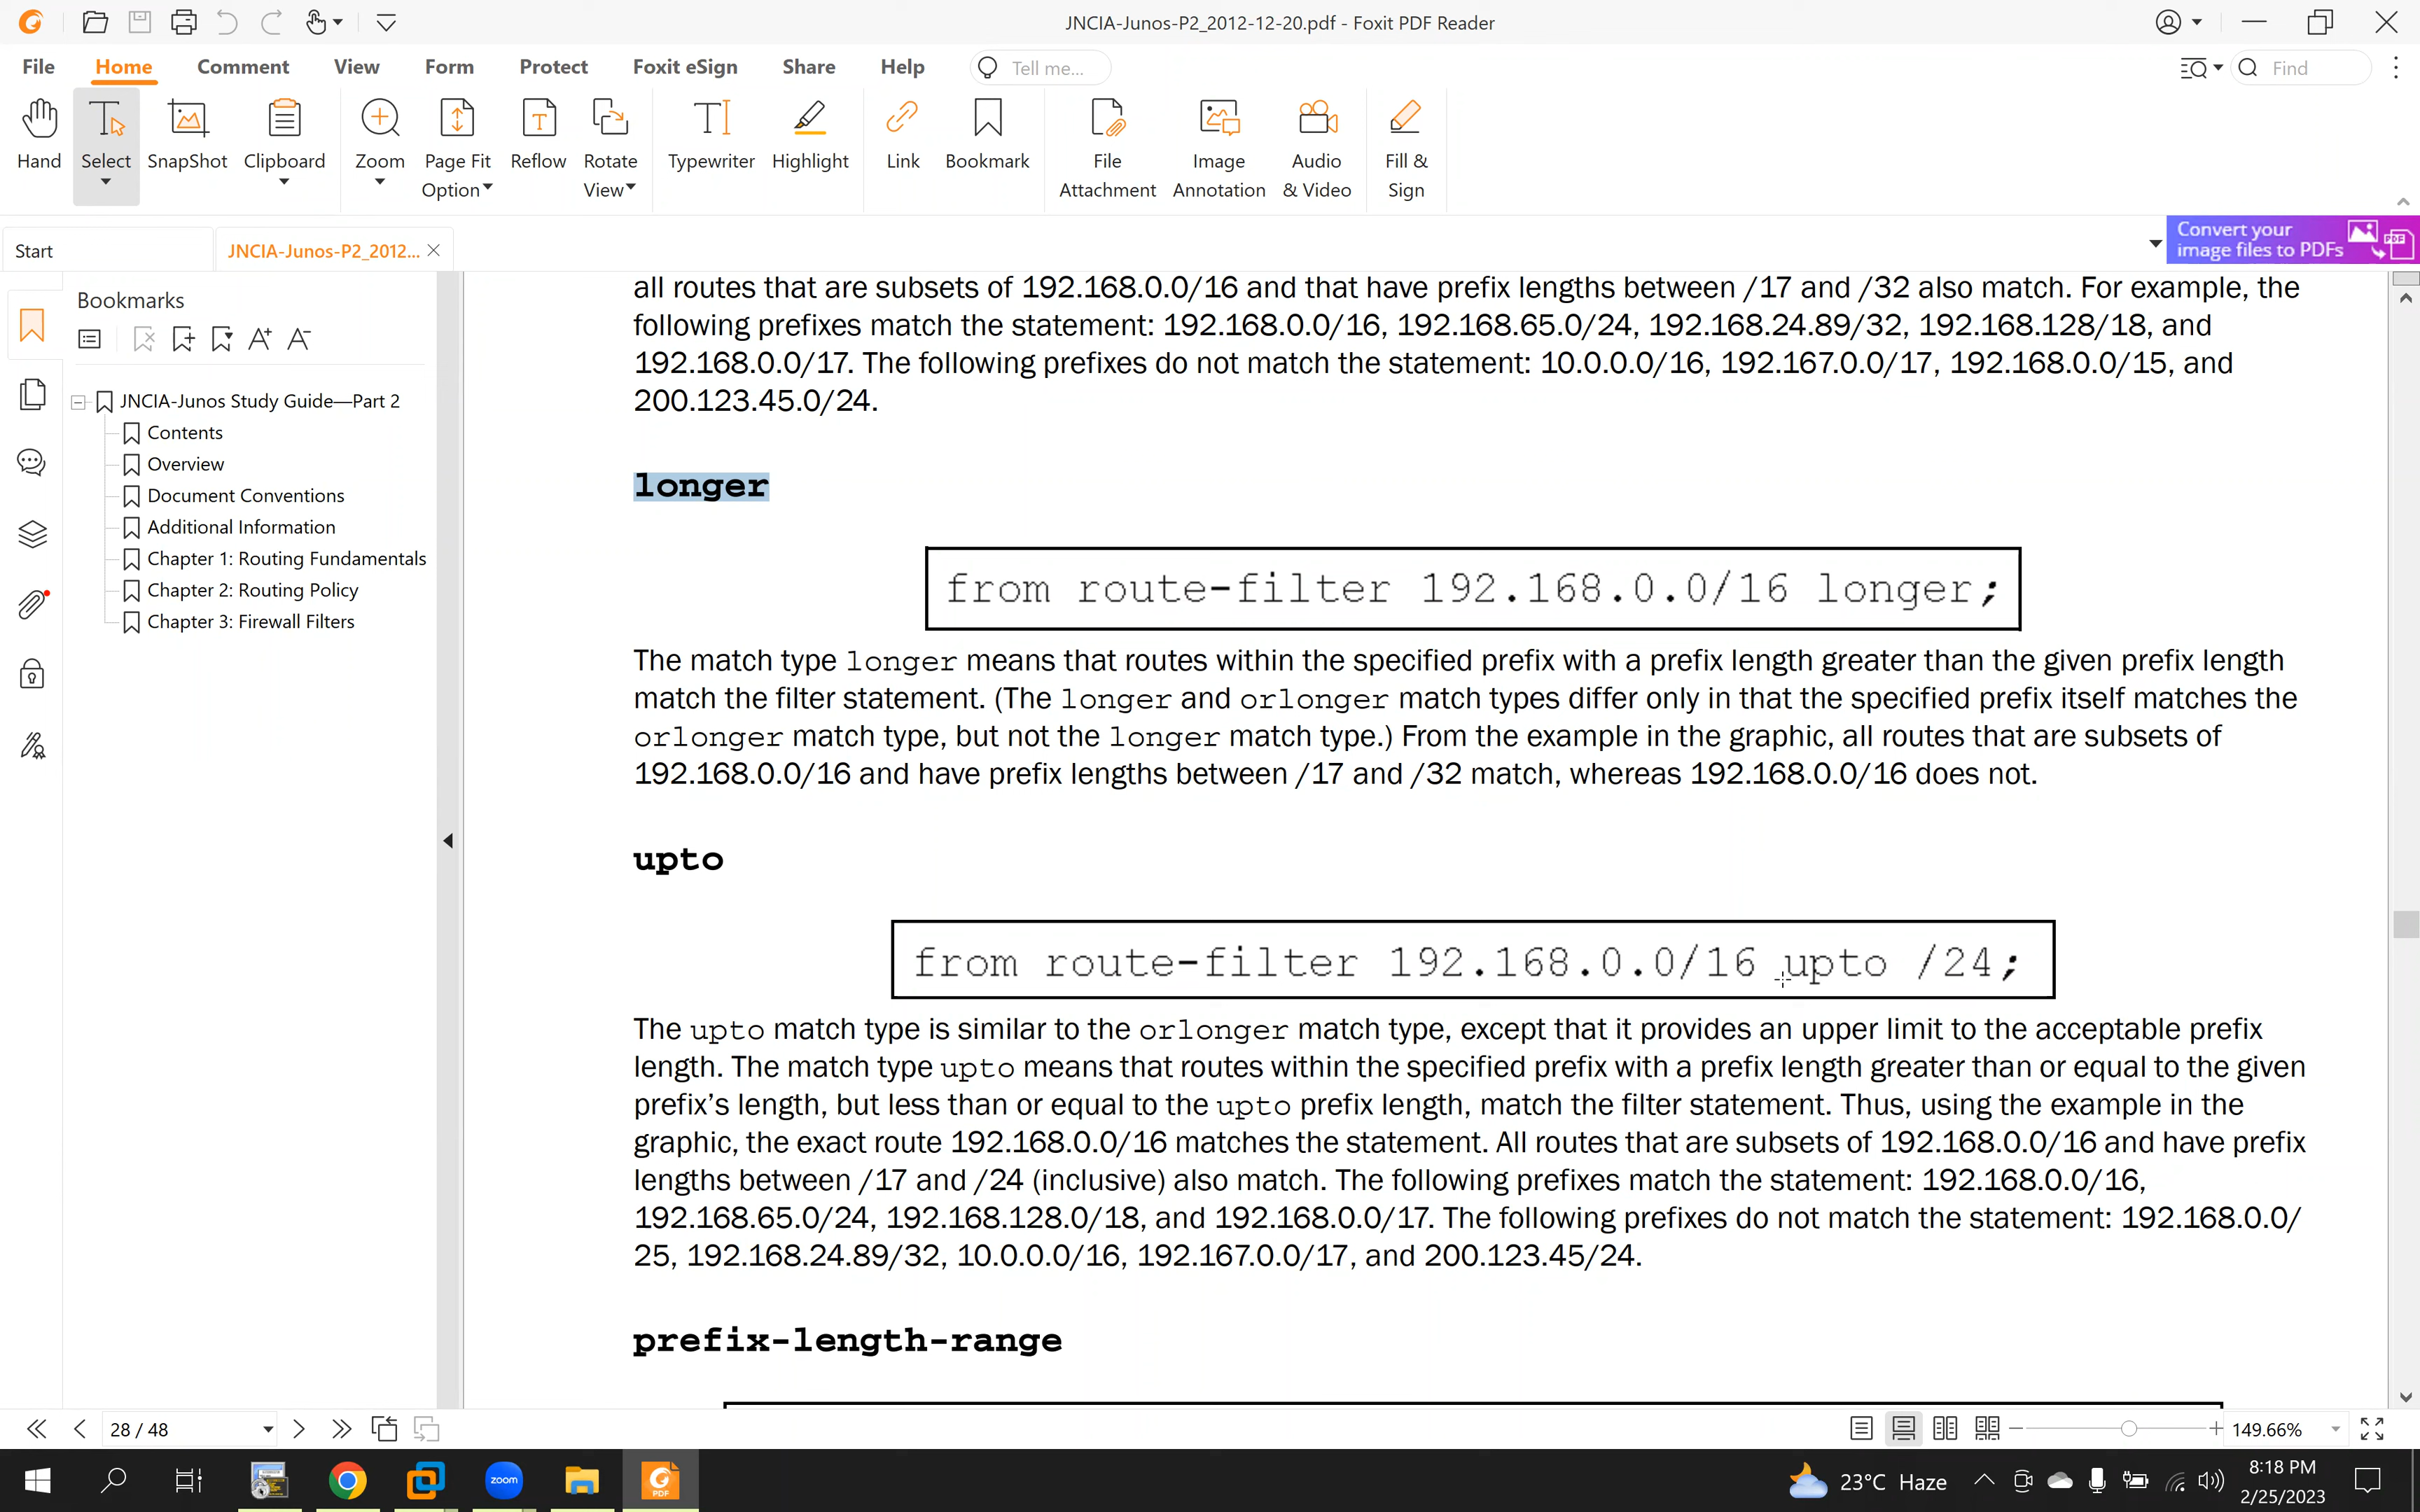 JNCIA-Junos-P2_2012-12-20.pdf - Foxit PDF Reader
File Home Comment View Form Protect Foxit eSign Share Help Tell me... Find
Hand Select SnapShot Clipboard Zoom Page Fit Option Reflow Rotate View Typewriter Highlight Link Bookmark File Attachment Image Annotation Audio & Video Fill & Sign
Start JNCIA-Junos-P2_2012...
Convert your
image files to PDFs
PDF
Bookmarks
JNCIA-Junos Study Guide—Part 2
Contents
Overview
Document Conventions
Additional Information
Chapter 1: Routing Fundamentals
Chapter 2: Routing Policy
Chapter 3: Firewall Filters
all routes that are subsets of 192.168.0.0/16 and that have prefix lengths between /17 and /32 also match. For example, the
following prefixes match the statement: 192.168.0.0/16, 192.168.65.0/24, 192.168.24.89/32, 192.168.128/18, and
192.168.0.0/17. The following prefixes do not match the statement: 10.0.0.0/16, 192.167.0.0/17, 192.168.0.0/15, and
200.123.45.0/24.
longer
from route-filter 192.168.0.0/16 longer;
The match type longer means that routes within the specified prefix with a prefix length greater than the given prefix length
match the filter statement. (The longer and orlonger match types differ only in that the specified prefix itself matches the
orlonger match type, but not the longer match type.) From the example in the graphic, all routes that are subsets of
192.168.0.0/16 and have prefix lengths between /17 and /32 match, whereas 192.168.0.0/16 does not.
upto
from route-filter 192.168.0.0/16 upto /24;
The upto match type is similar to the orlonger match type, except that it provides an upper limit to the acceptable prefix
length. The match type upto means that routes within the specified prefix with a prefix length greater than or equal to the given
prefix's length, but less than or equal to the upto prefix length, match the filter statement. Thus, using the example in the
graphic, the exact route 192.168.0.0/16 matches the statement. All routes that are subsets of 192.168.0.0/16 and have prefix
lengths between /17 and /24 (inclusive) also match. The following prefixes match the statement: 192.168.0.0/16,
192.168.65.0/24, 192.168.128.0/18, and 192.168.0.0/17. The following prefixes do not match the statement: 192.168.0.0/
25, 192.168.24.89/32, 10.0.0.0/16, 192.167.0.0/17, and 200.123.45/24.
prefix-length-range
28 / 48
149.66%
zoom
PDF
23°C Haze
8:18 PM
2/25/2023